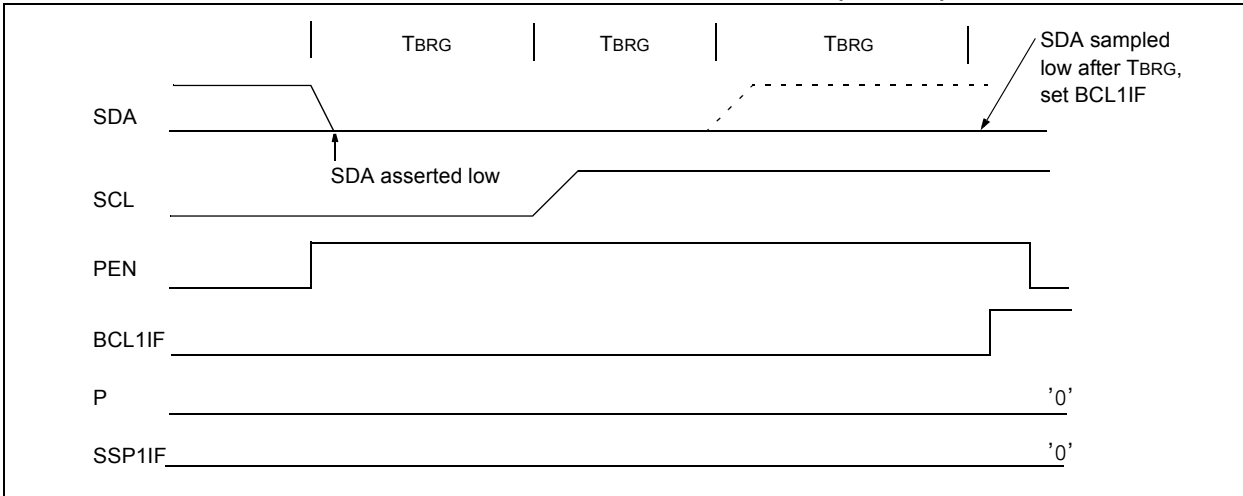 TBRG TBRG TBRG
SDA sampled
low after TBRG,
set BCL1IF
SDA
SDA asserted low
SCL
PEN
BCL1IF
P '0'
SSP1IF '0'